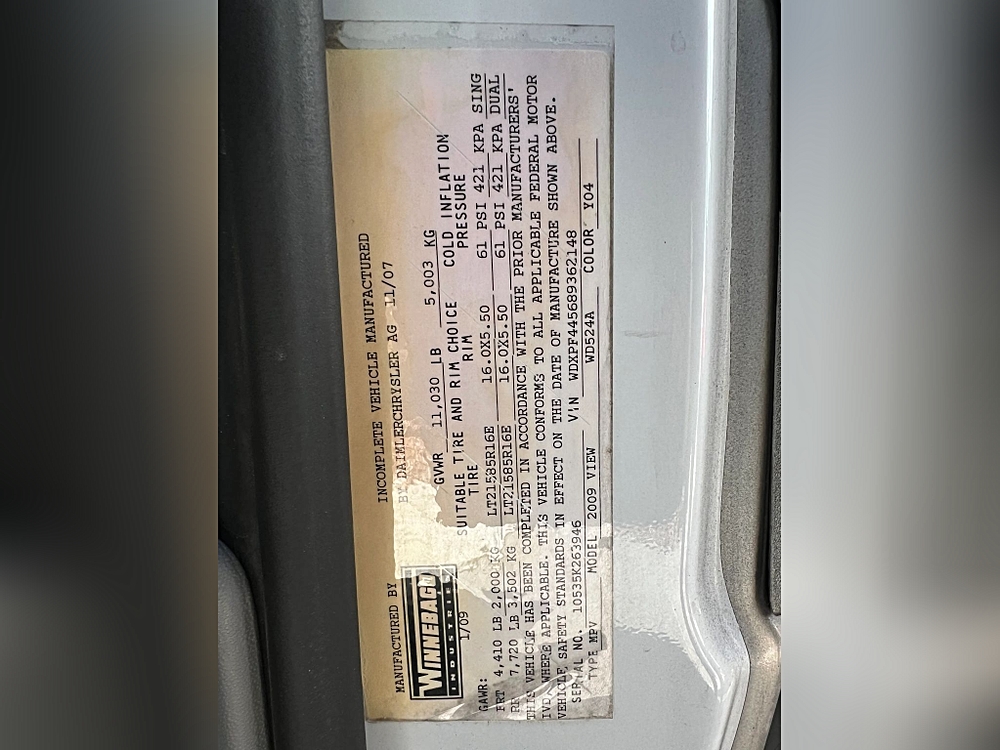 MANUFACTURED BY
INCOMPLETE VEHICLE MANUFACTURED
BY DAIMLERCHRYSLER AG 11/07
WINNEBAGO
INDUSTRIES
1/09
GVWR 11,030 LB 5,003 KG
SUITABLE TIRE AND RIM CHOICE
COLD INFLATION
GAWR: TIRE RIM PRESSURE
FRT 4,410 LB 2,000 KG LT21585R16E 16.0X5.50 61 PSI 421 KPA SING
RR 7,720 LB 3,502 KG LT21585R16E 16.0X5.50 61 PSI 421 KPA DUAL
THIS VEHICLE HAS BEEN COMPLETED IN ACCORDANCE WITH THE PRIOR MANUFACTURERS'
IVD, WHERE APPLICABLE. THIS VEHICLE CONFORMS TO ALL APPLICABLE FEDERAL MOTOR
VEHICLE SAFETY STANDARDS IN EFFECT ON THE DATE OF MANUFACTURE SHOWN ABOVE.
SERIAL NO. 10535K263946 VIN WDXPF445689362148
TYPE MPV MODEL 2009 VIEW WD524A COLOR Y04